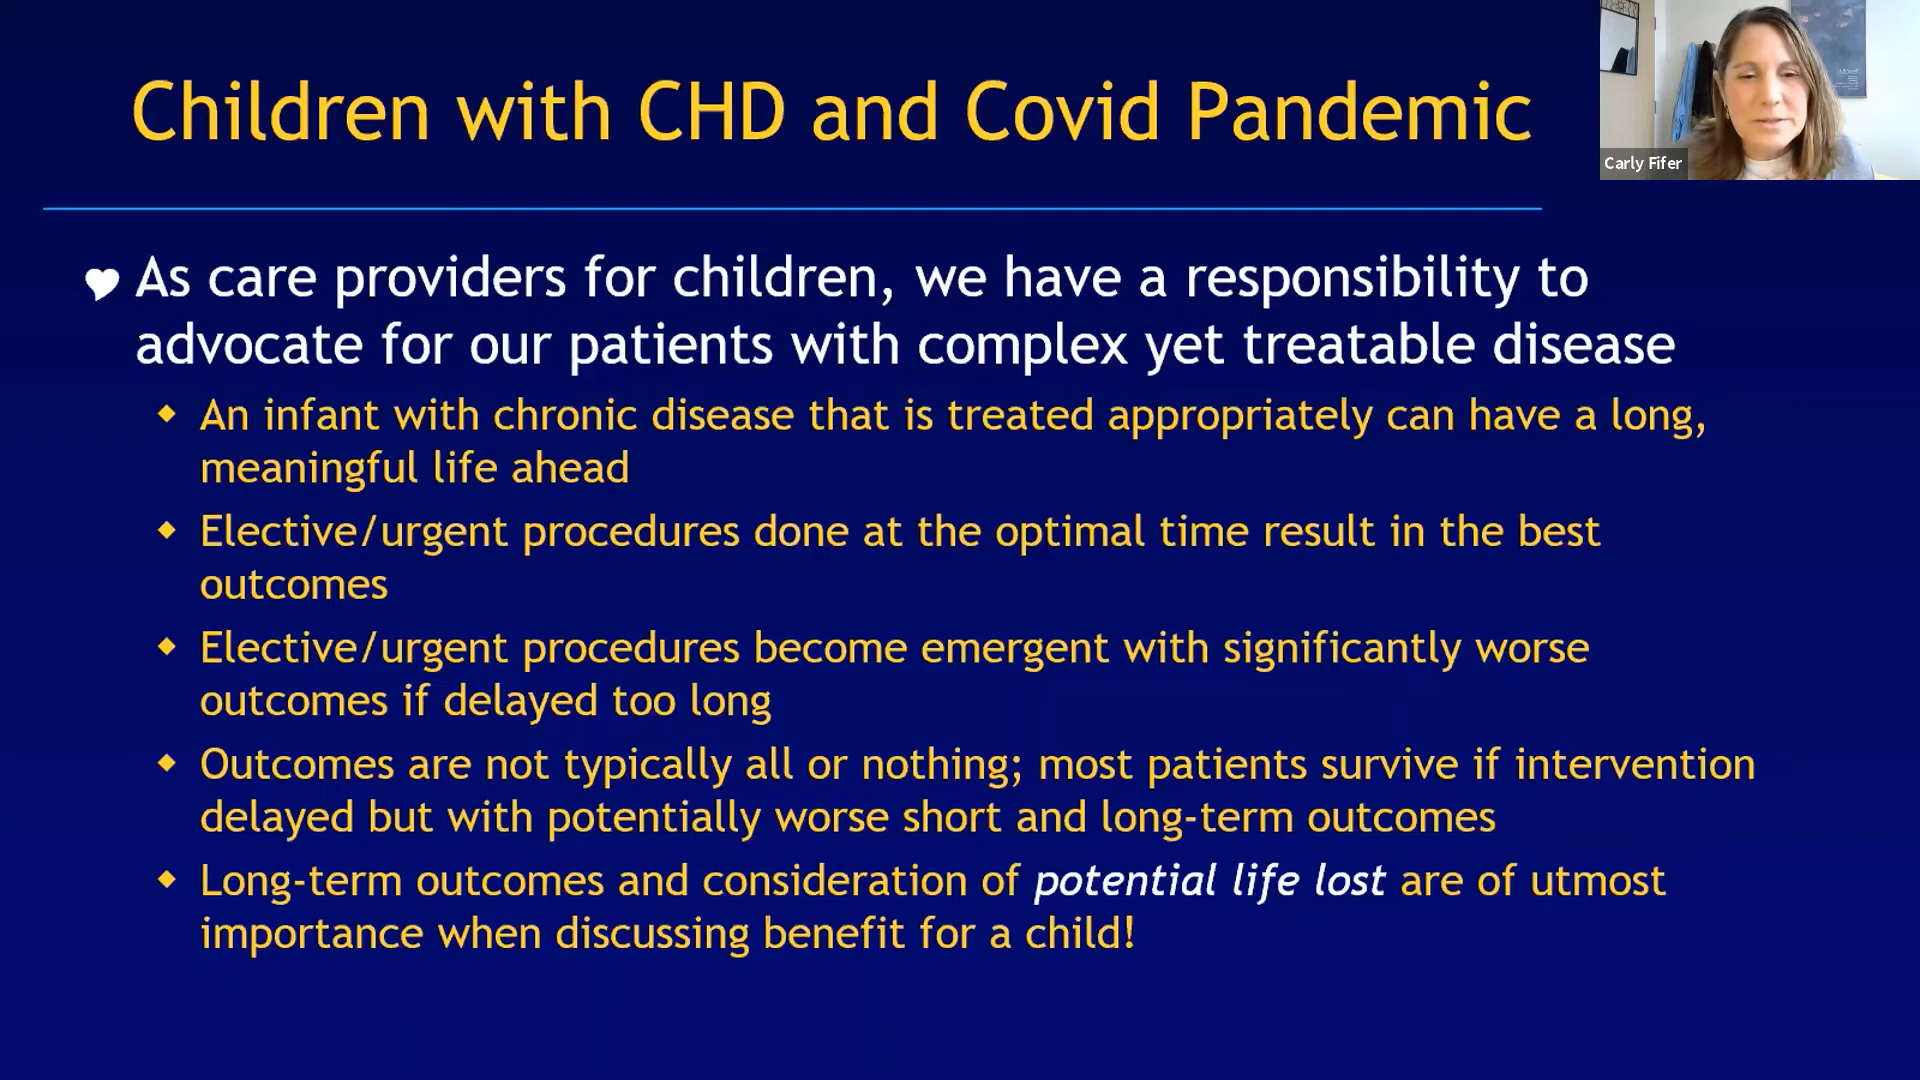 Children with CHD and Covid Pandemic
Carly Fifer
As care providers for children, we have a responsibility to
advocate for our patients with complex yet treatable disease
An infant with chronic disease that is treated appropriately can have a long,
meaningful life ahead
Elective/urgent procedures done at the optimal time result in the best
outcomes
Elective/urgent procedures become emergent with significantly worse
outcomes if delayed too long
Outcomes are not typically all or nothing; most patients survive if intervention
delayed but with potentially worse short and long-term outcomes
Long-term outcomes and consideration of potential life lost are of utmost
importance when discussing benefit for a child!